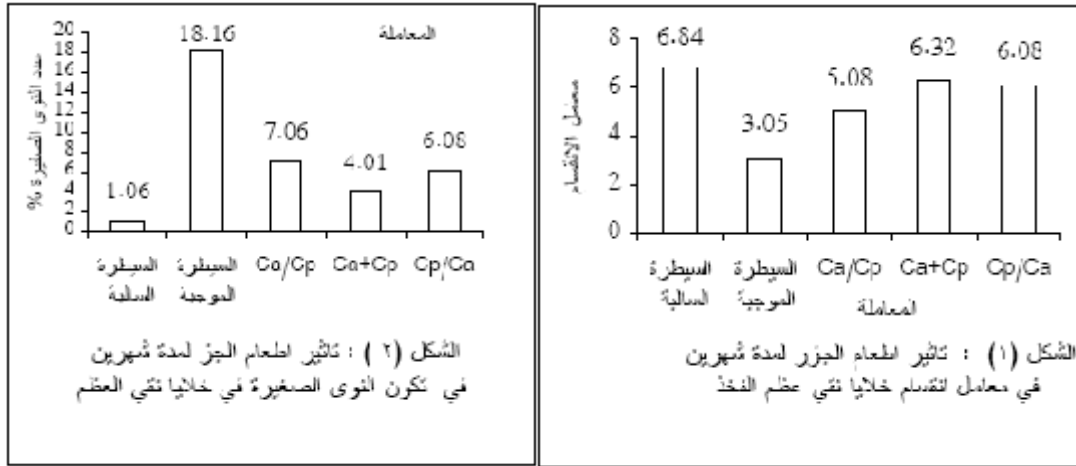 معامل الانقسام
8
6
4
2
0
6.84
3.05
5.08
6.32
6.08
السيطرة السالبة
السيطرة الموجبة
Ca/Cp
Ca+Cp
Cp/Ca
المعاملة
الشكل (١) : تاثير اطعام الجزر لمدة شهرين
في معامل انقسام خلايا نقي عظم الفخذ
عدد النوى الصغيرة %
20
18
16
14
12
10
8
6
4
2
0
المعاملة
1.06
18.16
7.06
4.01
6.08
السيطرة السالبة
السيطرة الموجبة
Ca/Cp
Ca+Cp
Cp/Ca
الشكل (٢) : تاثير اطعام الجز لمدة شهرين
في تكون النوى الصغيرة في خلايا نقي العظم